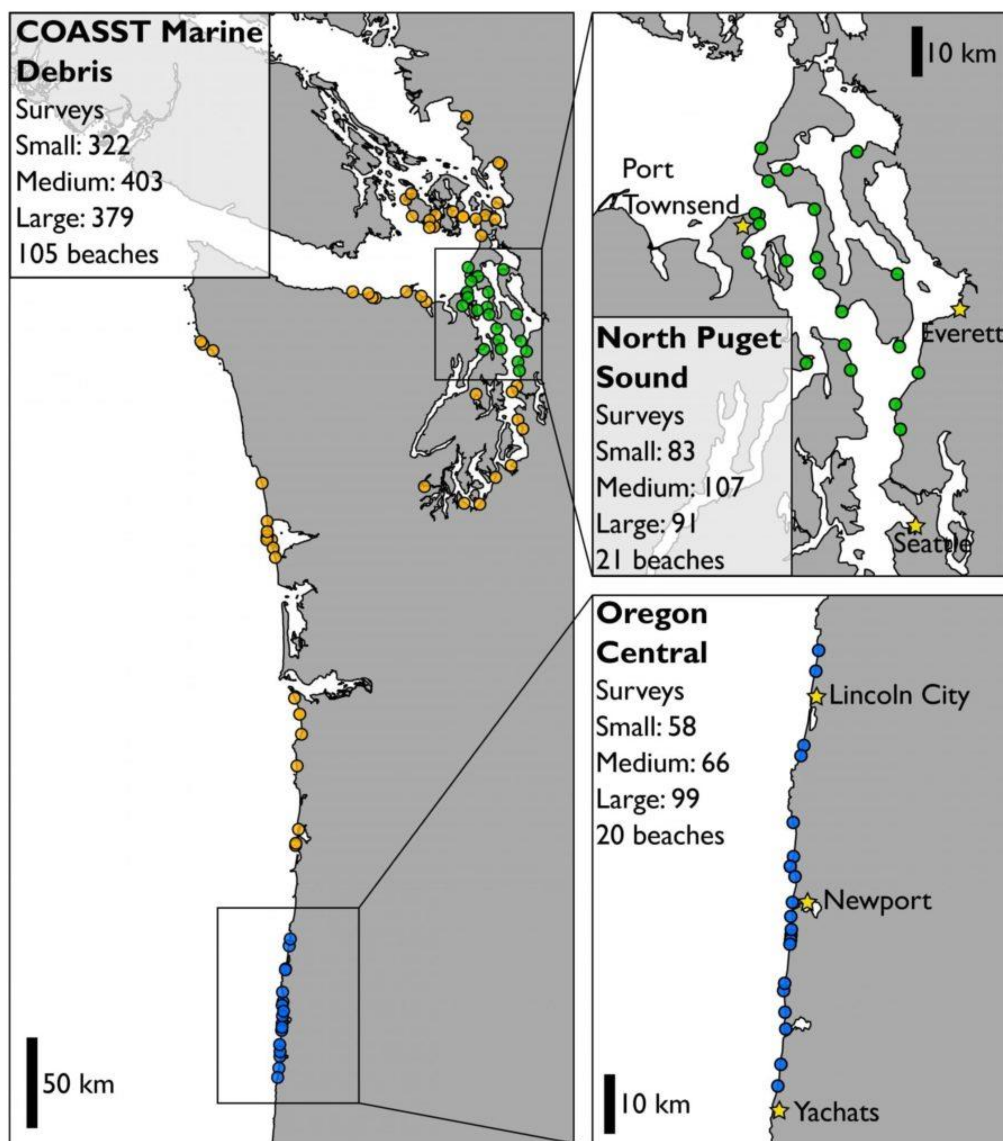 COASST Marine
Debris
Surveys
Small: 322
Medium: 403
Large: 379
105 beaches
50 km
10 km
Port
Townsend
Everett
North Puget
Sound
Surveys
Small: 83
Medium: 107
Large: 91
21 beaches
Seattle
Oregon
Central
Surveys
Small: 58
Medium: 66
Large: 99
20 beaches
Lincoln City
Newport
10 km
Yachats